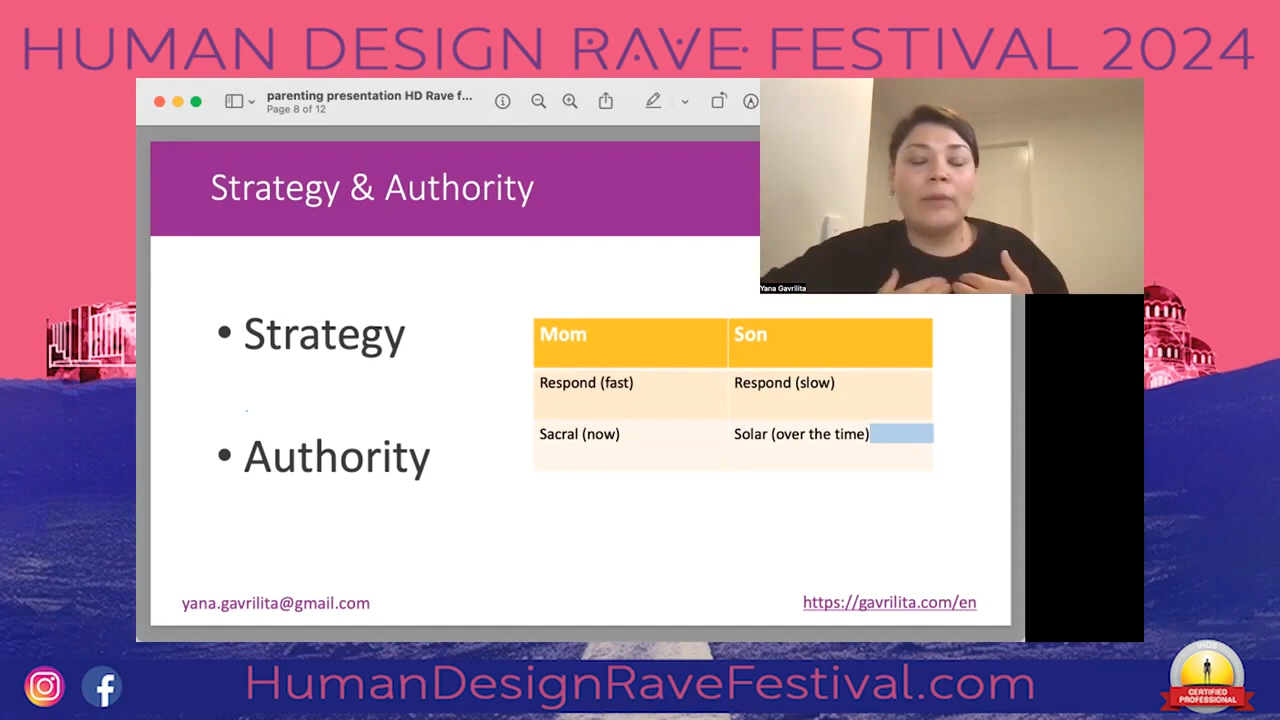 HUMAN DESIGN RAVE FESTIVAL 2024
parenting presentation HD Rave f...
Page 8 of 12
Yana Gavrilita
Strategy & Authority
• Strategy
• Authority
Mom Son
Respond (fast) Respond (slow)
Sacral (now) Solar (over the time)
yana.gavrilita@gmail.com
https://gavrilita.com/en
HumanDesignRaveFestival.com
IHDS
CERTIFIED
PROFESSIONAL